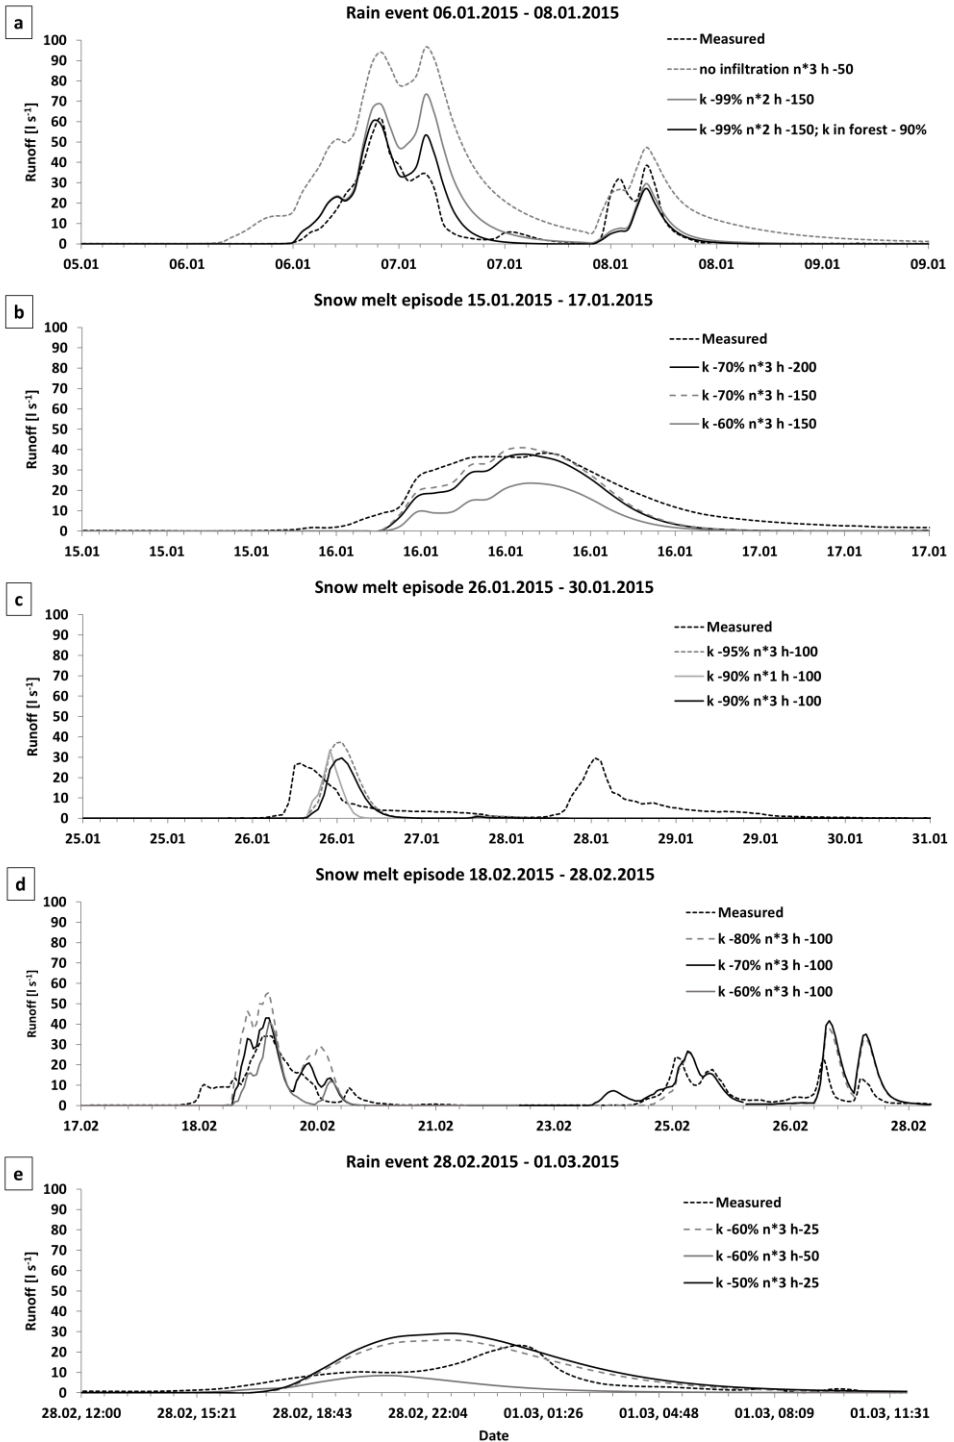 a
Rain event 06.01.2015 - 08.01.2015
Runoff [l s-1]
100
90
80
70
60
50
40
30
20
10
0
Measured
no infiltration n*3 h -50
k -99% n*2 h -150
k -99% n*2 h -150; k in forest - 90%
05.01 06.01 06.01 07.01 07.01 08.01 08.01 09.01 09.01
b
Snow melt episode 15.01.2015 - 17.01.2015
Runoff [l s-1]
100
90
80
70
60
50
40
30
20
10
0
Measured
k -70% n*3 h -200
k -70% n*3 h -150
k -60% n*3 h -150
15.01 15.01 15.01 16.01 16.01 16.01 16.01 16.01 17.01 17.01 17.01
c
Snow melt episode 26.01.2015 - 30.01.2015
Runoff [l s-1]
100
90
80
70
60
50
40
30
20
10
0
Measured
k -95% n*3 h-100
k -90% n*1 h -100
k -90% n*3 h -100
25.01 25.01 25.01 26.01 26.01 27.01 28.01 28.01 29.01 30.01 31.01
d
Snow melt episode 18.02.2015 - 28.02.2015
Runoff [l s-1]
100
90
80
70
60
50
40
30
20
10
0
Measured
k -80% n*3 h -100
k -70% n*3 h -100
k -60% n*3 h -100
17.02 18.02 20.02 21.02 23.02 25.02 26.02 28.02
e
Rain event 28.02.2015 - 01.03.2015
Runoff [l s-1]
100
90
80
70
60
50
40
30
20
10
0
Measured
k -60% n*3 h-25
k -60% n*3 h-50
k -50% n*3 h-25
28.02, 12:00 28.02, 15:21 28.02, 18:43 28.02, 22:04 01.03, 01:26 01.03, 04:48 01.03, 08:09 01.03, 11:31
Date